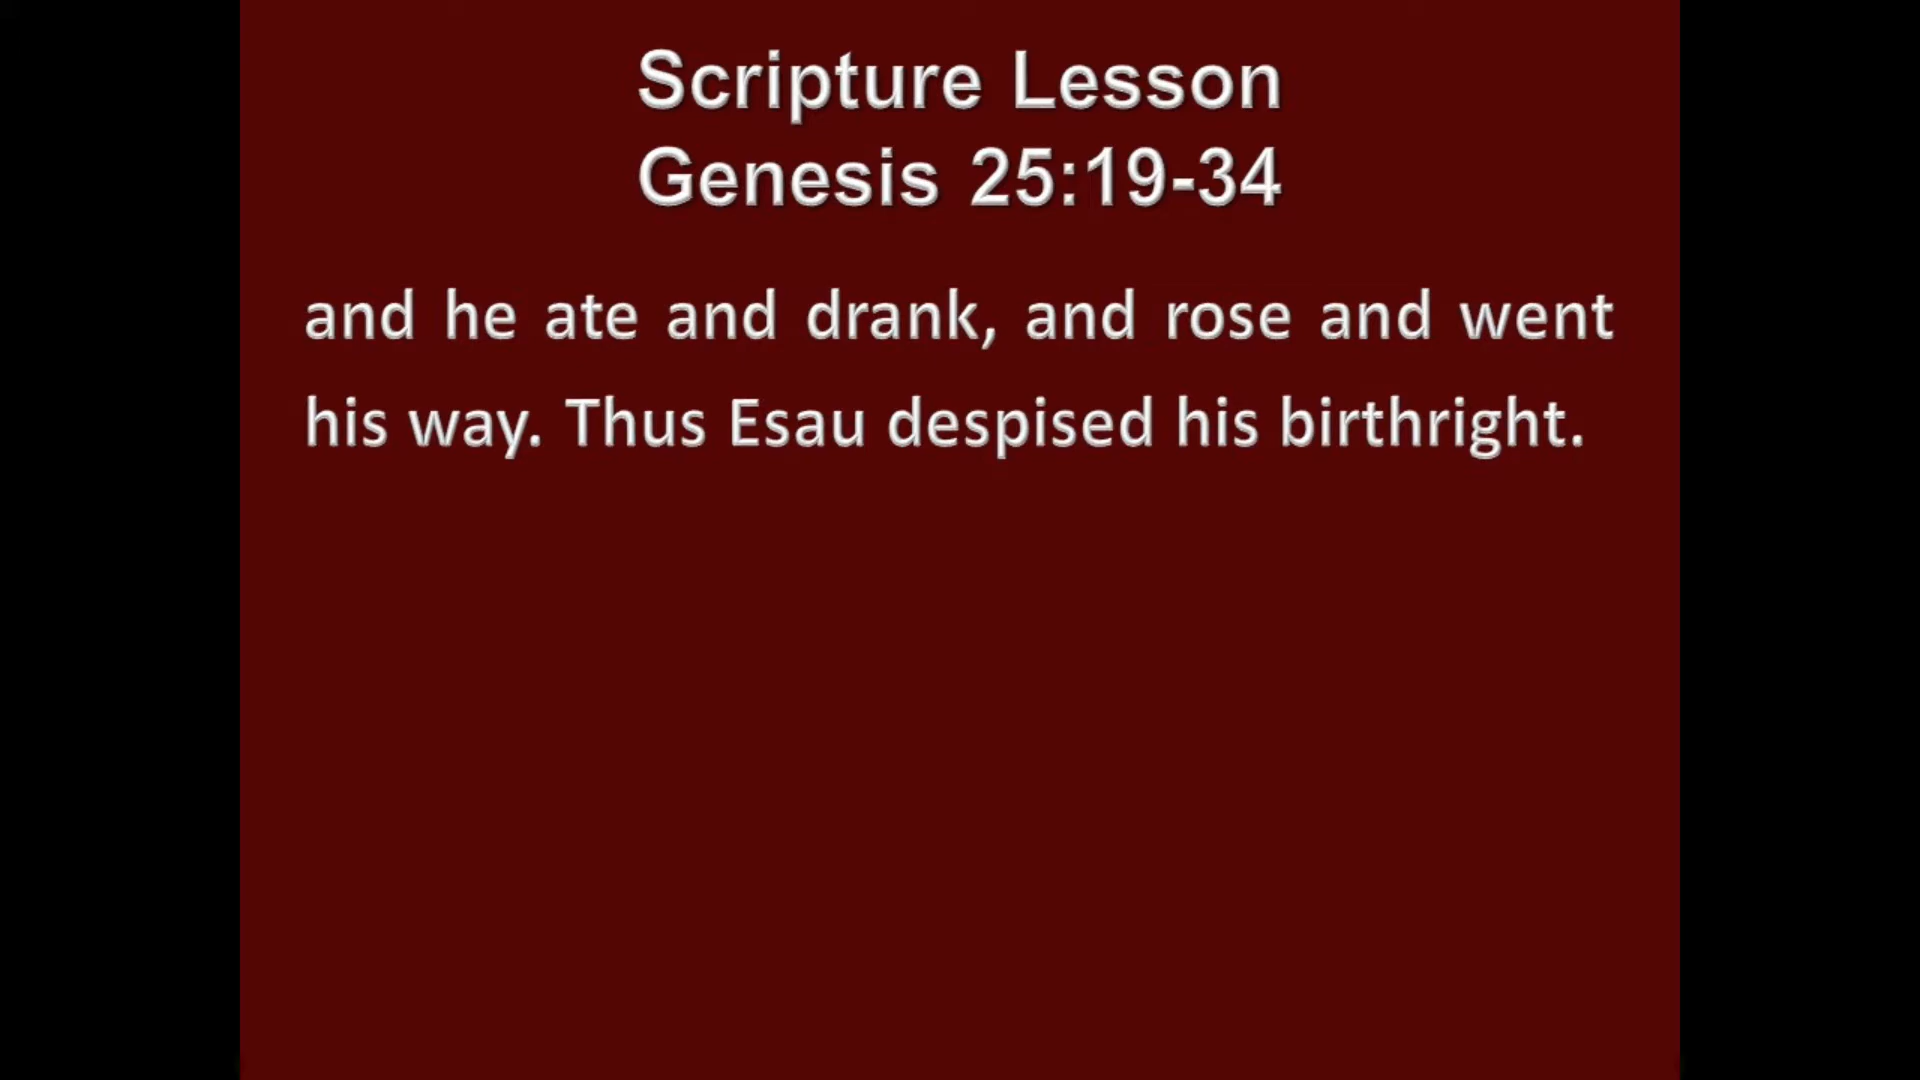 Scripture Lesson
Genesis 25:19-34
and he ate and drank, and rose and went
his way. Thus Esau despised his birthright.